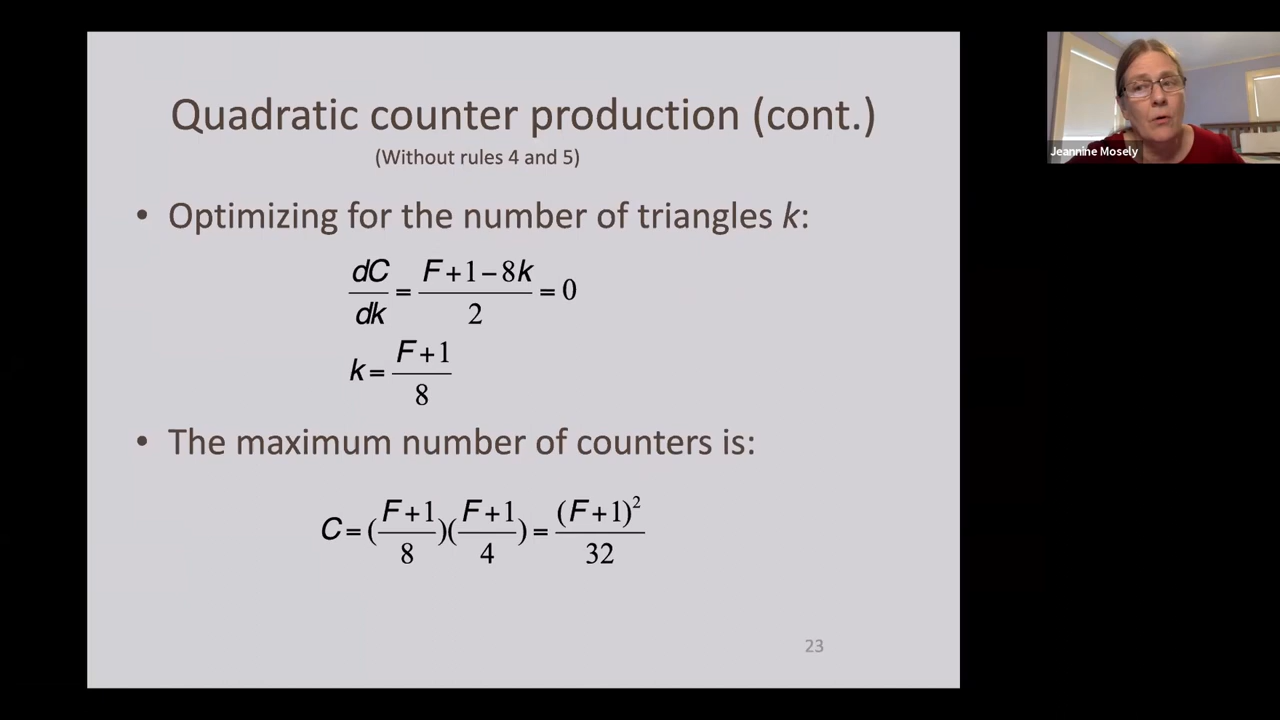 Quadratic counter production (cont.)
(Without rules 4 and 5)
• Optimizing for the number of triangles k:
dC/dk = (F+1−8k)/2 = 0
k = (F+1)/8
• The maximum number of counters is:
C = ((F+1)/8)((F+1)/4) = (F+1)²/32
23
Jeannine Mosely